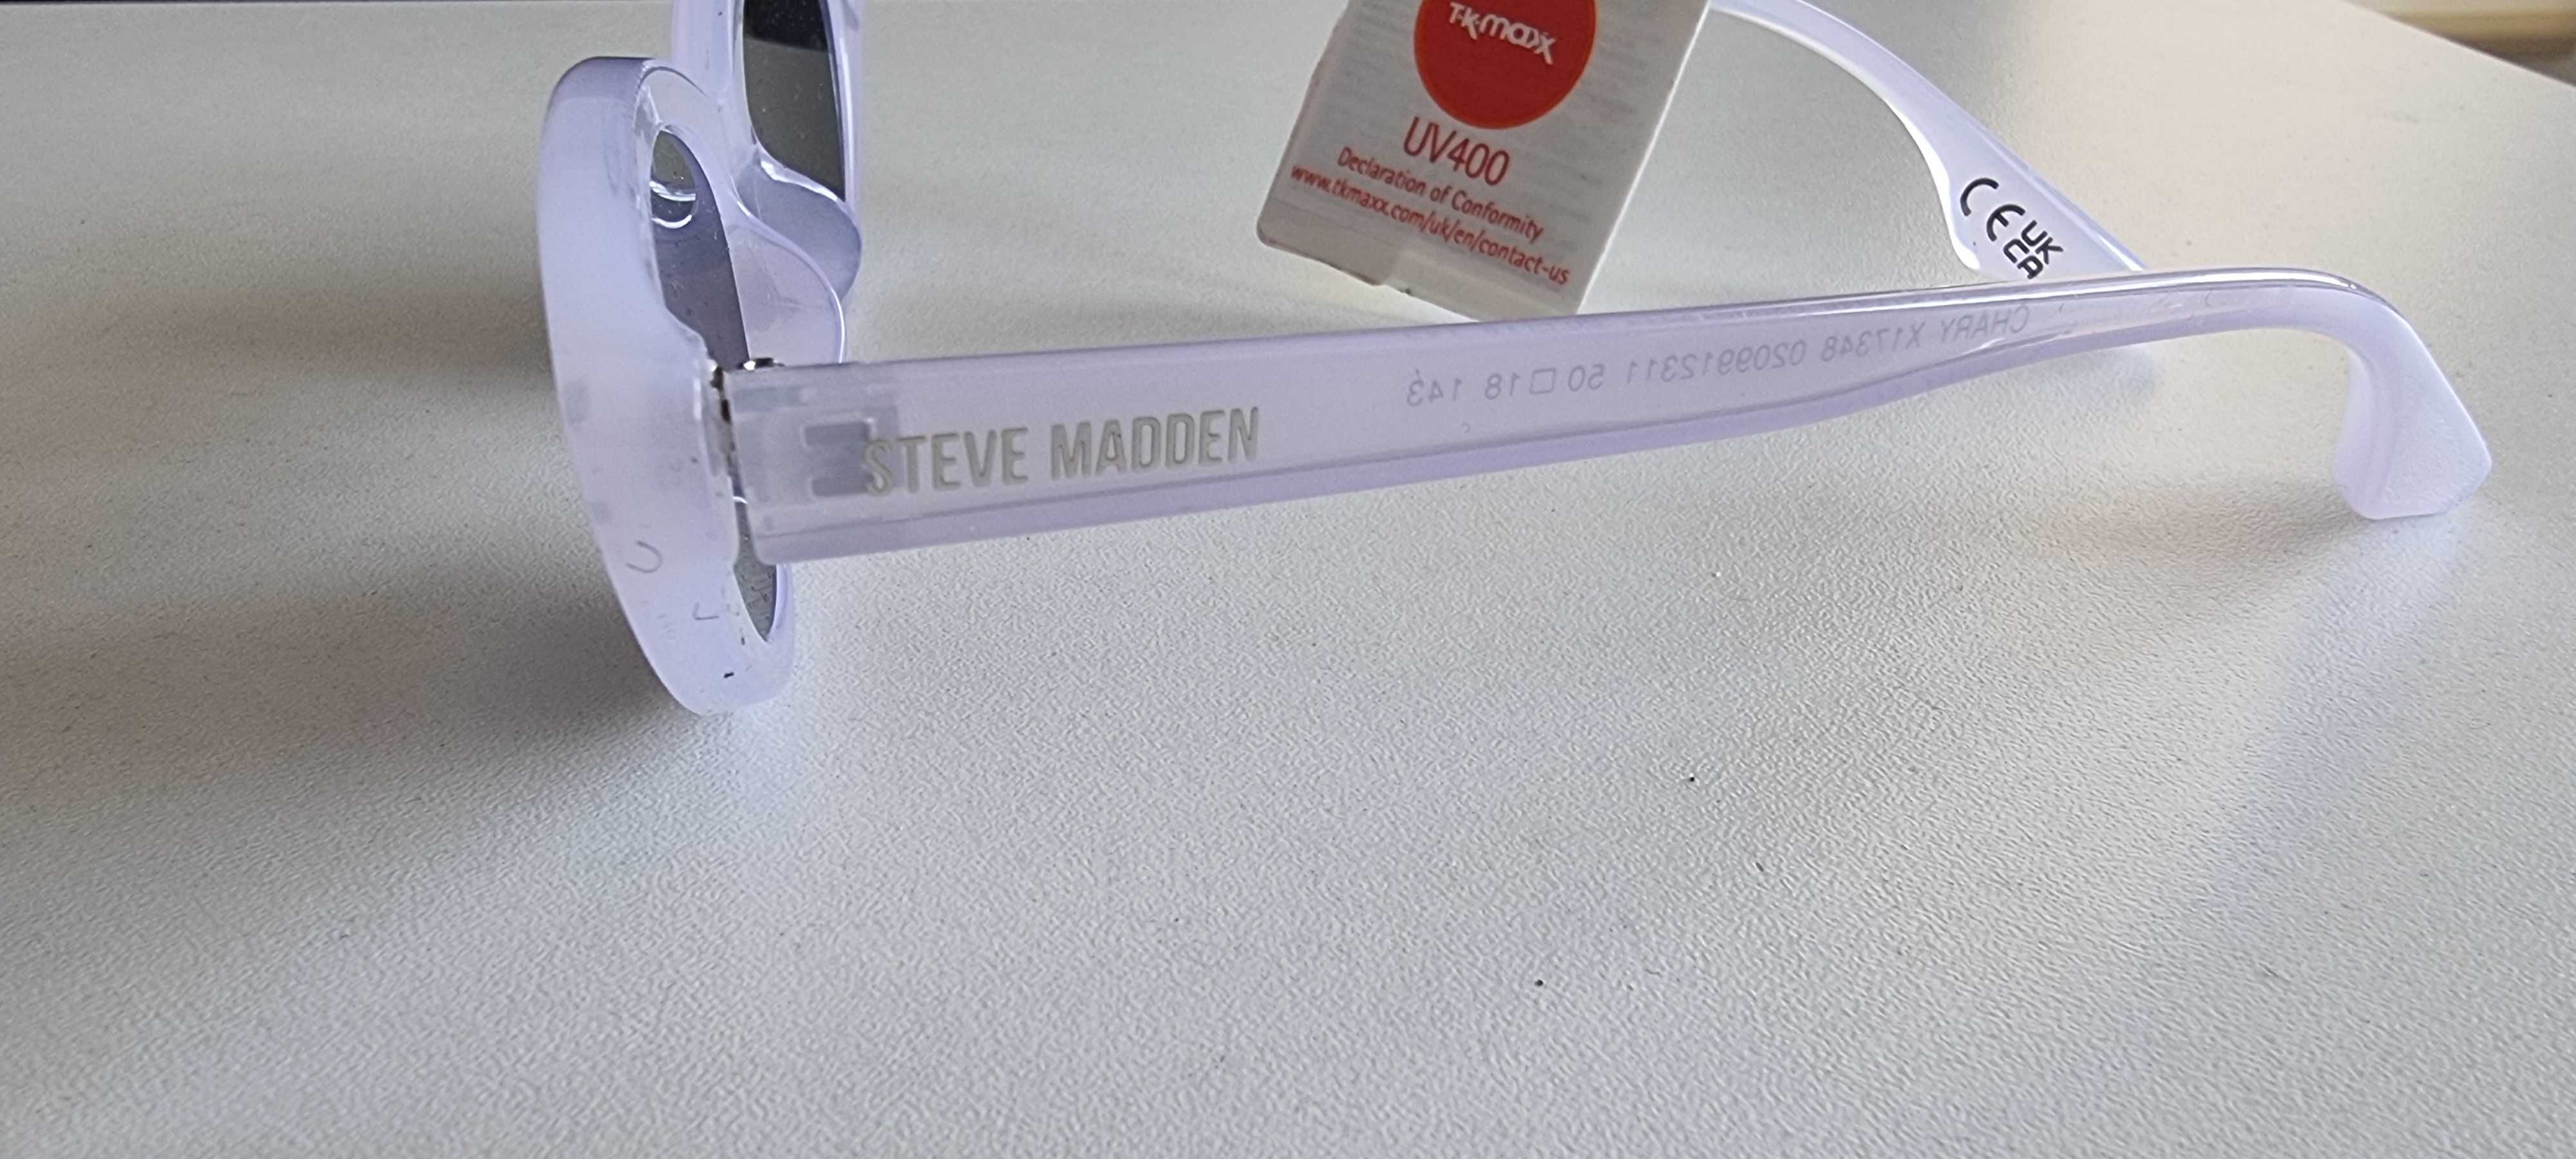 TK maxx
UV400
Declaration of Conformity
www.tkmaxx.com/uk/en/contact-us
CE UK
CA
CHARY X17348 0209912311 50□18 143
STEVE MADDEN